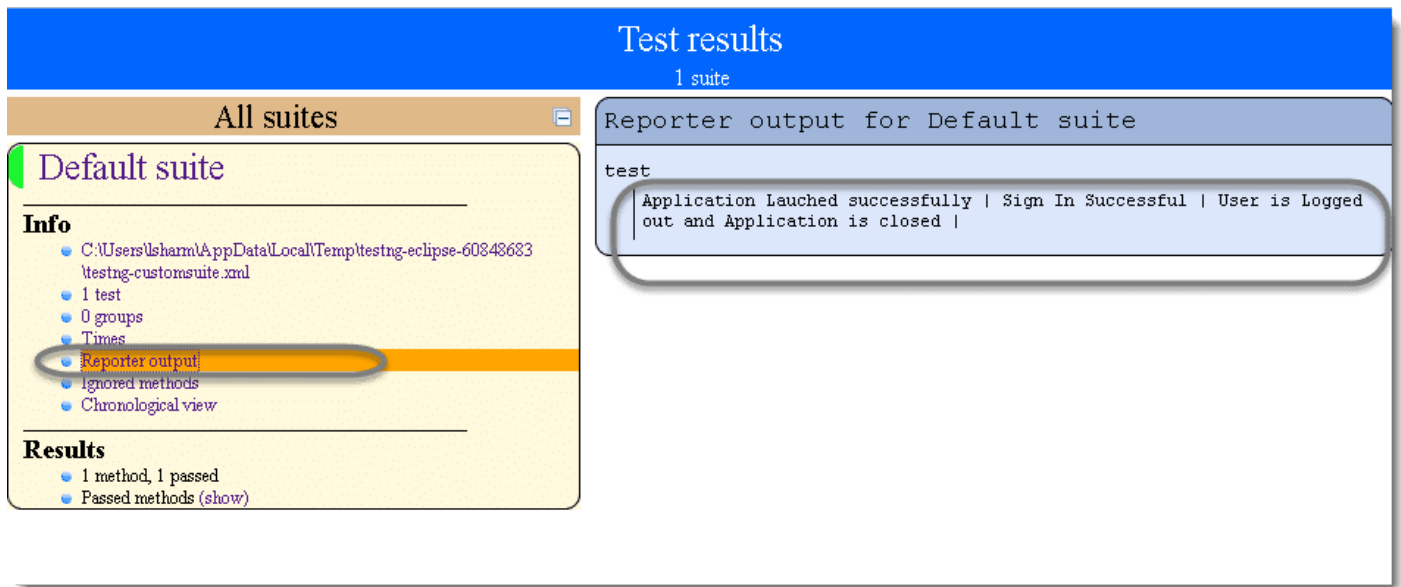 Test results
1 suite
All suites
Default suite
Info
C:\Users\lsharm\AppData\Local\Temp\testng-eclipse-60848683
\testng-customsuite.xml
1 test
0 groups
Times
Reporter output
Ignored methods
Chronological view
Results
1 method, 1 passed
Passed methods (show)
Reporter output for Default suite
test
Application Lauched successfully | Sign In Successful | User is Logged
out and Application is closed |